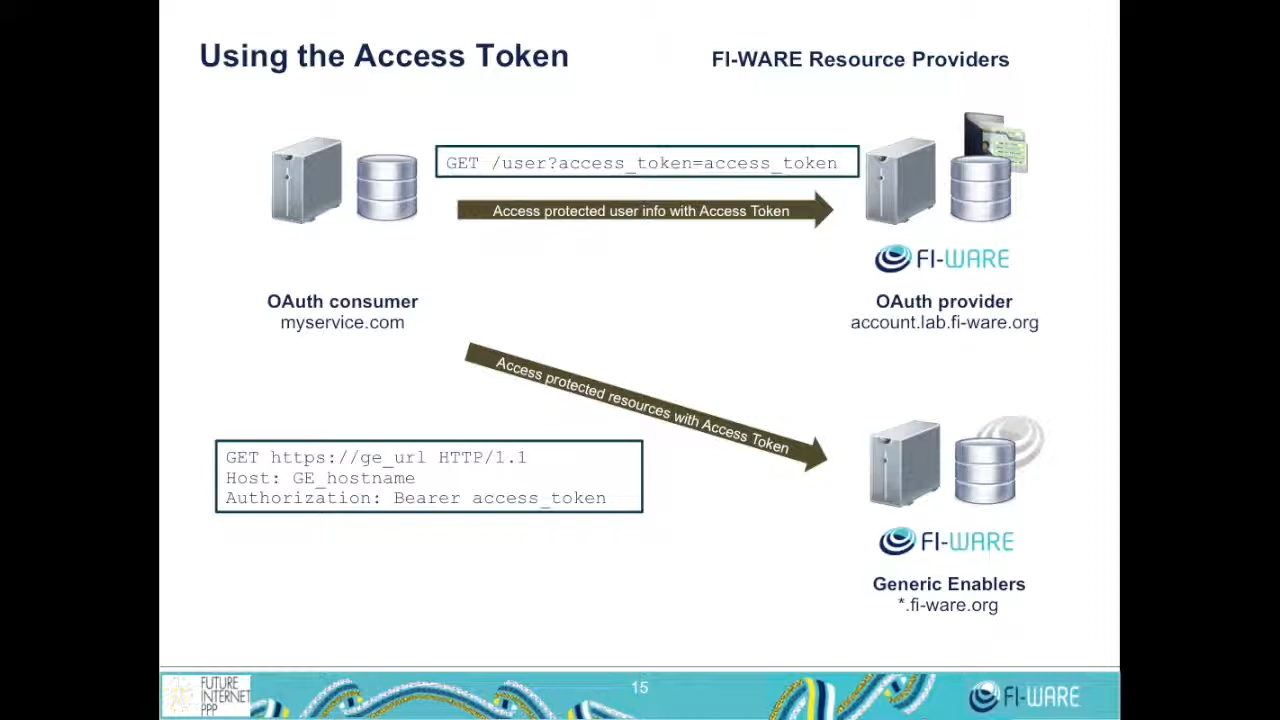 Using the Access Token
FI-WARE Resource Providers
GET /user?access_token=access_token
Access protected user info with Access Token
FI-WARE
OAuth consumer
myservice.com
OAuth provider
account.lab.fi-ware.org
Access protected resources with Access Token
GET https://ge_url HTTP/1.1
Host: GE_hostname
Authorization: Bearer access_token
FI-WARE
Generic Enablers
*.fi-ware.org
FUTURE
INTERNET
PPP
15
FI-WARE